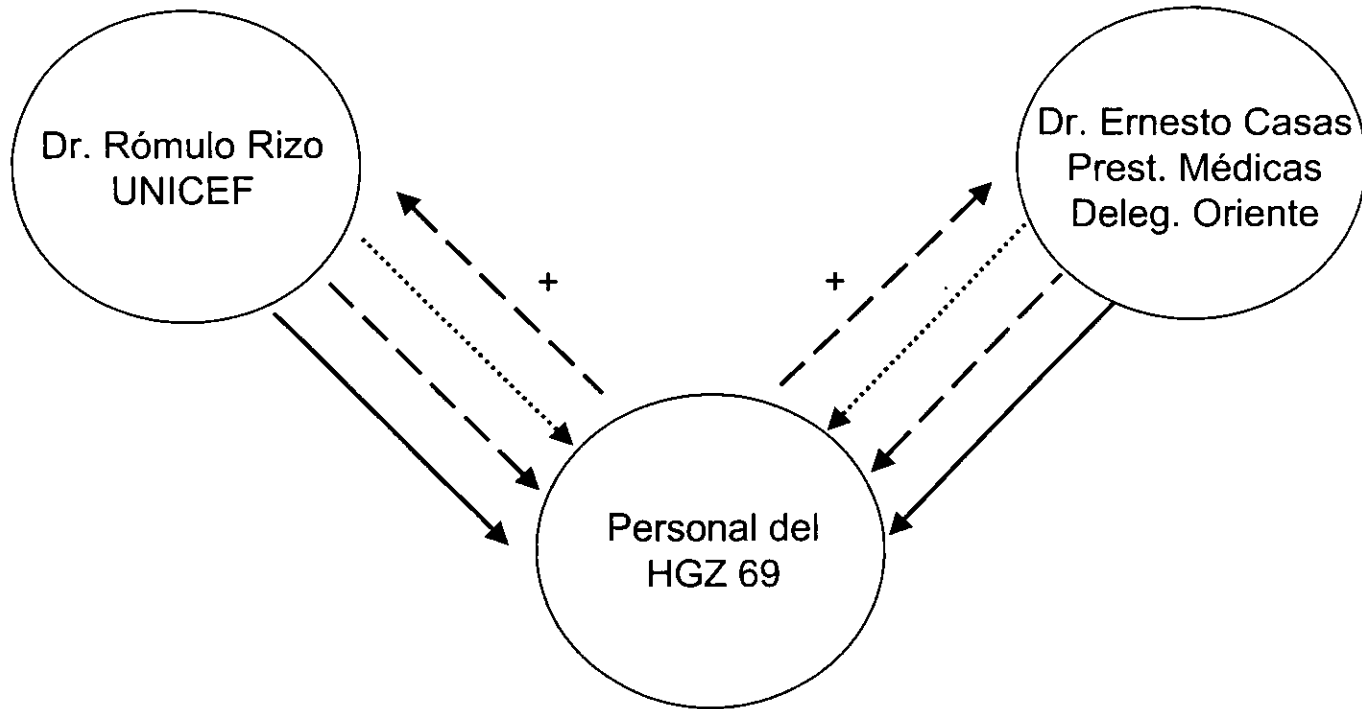 Dr. Rómulo Rizo
UNICEF
Dr. Ernesto Casas
Prest. Médicas
Deleg. Oriente
+
+
Personal del
HGZ 69